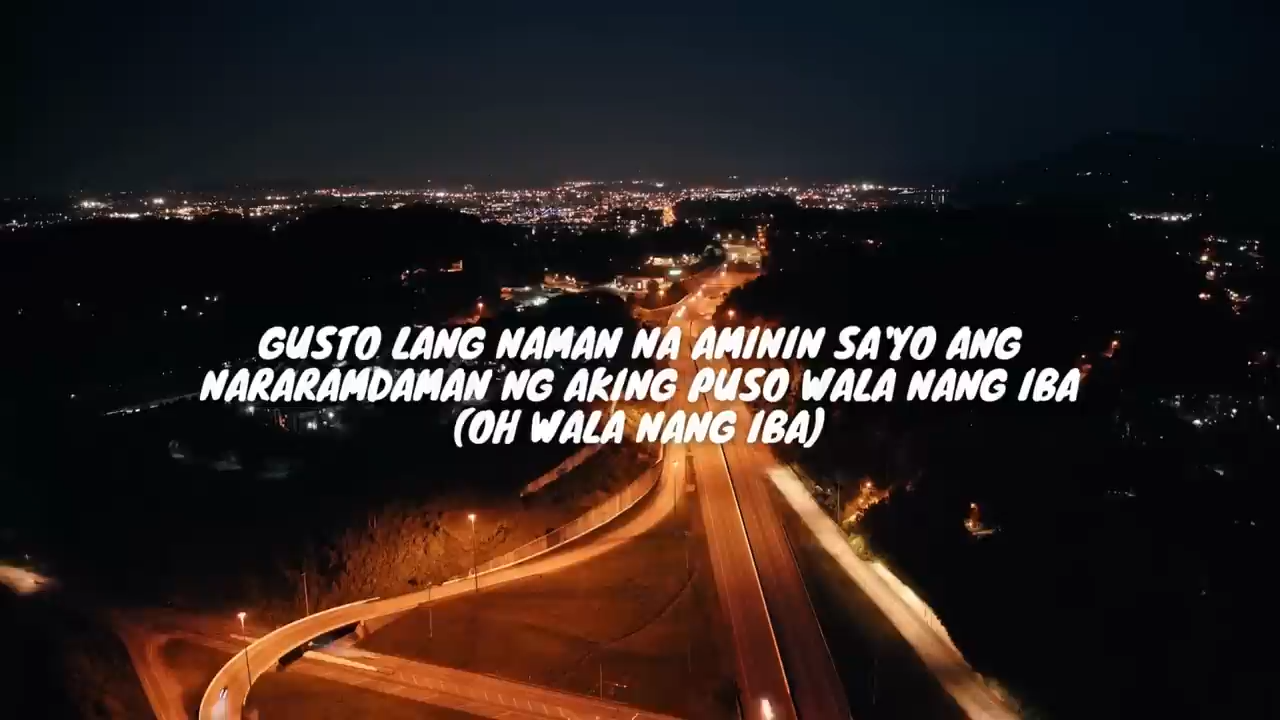 GUSTO LANG NAMAN NA AMININ SA'YO ANG
NARARAMDAMAN NG AKING PUSO WALA NANG IBA
(OH WALA NANG IBA)